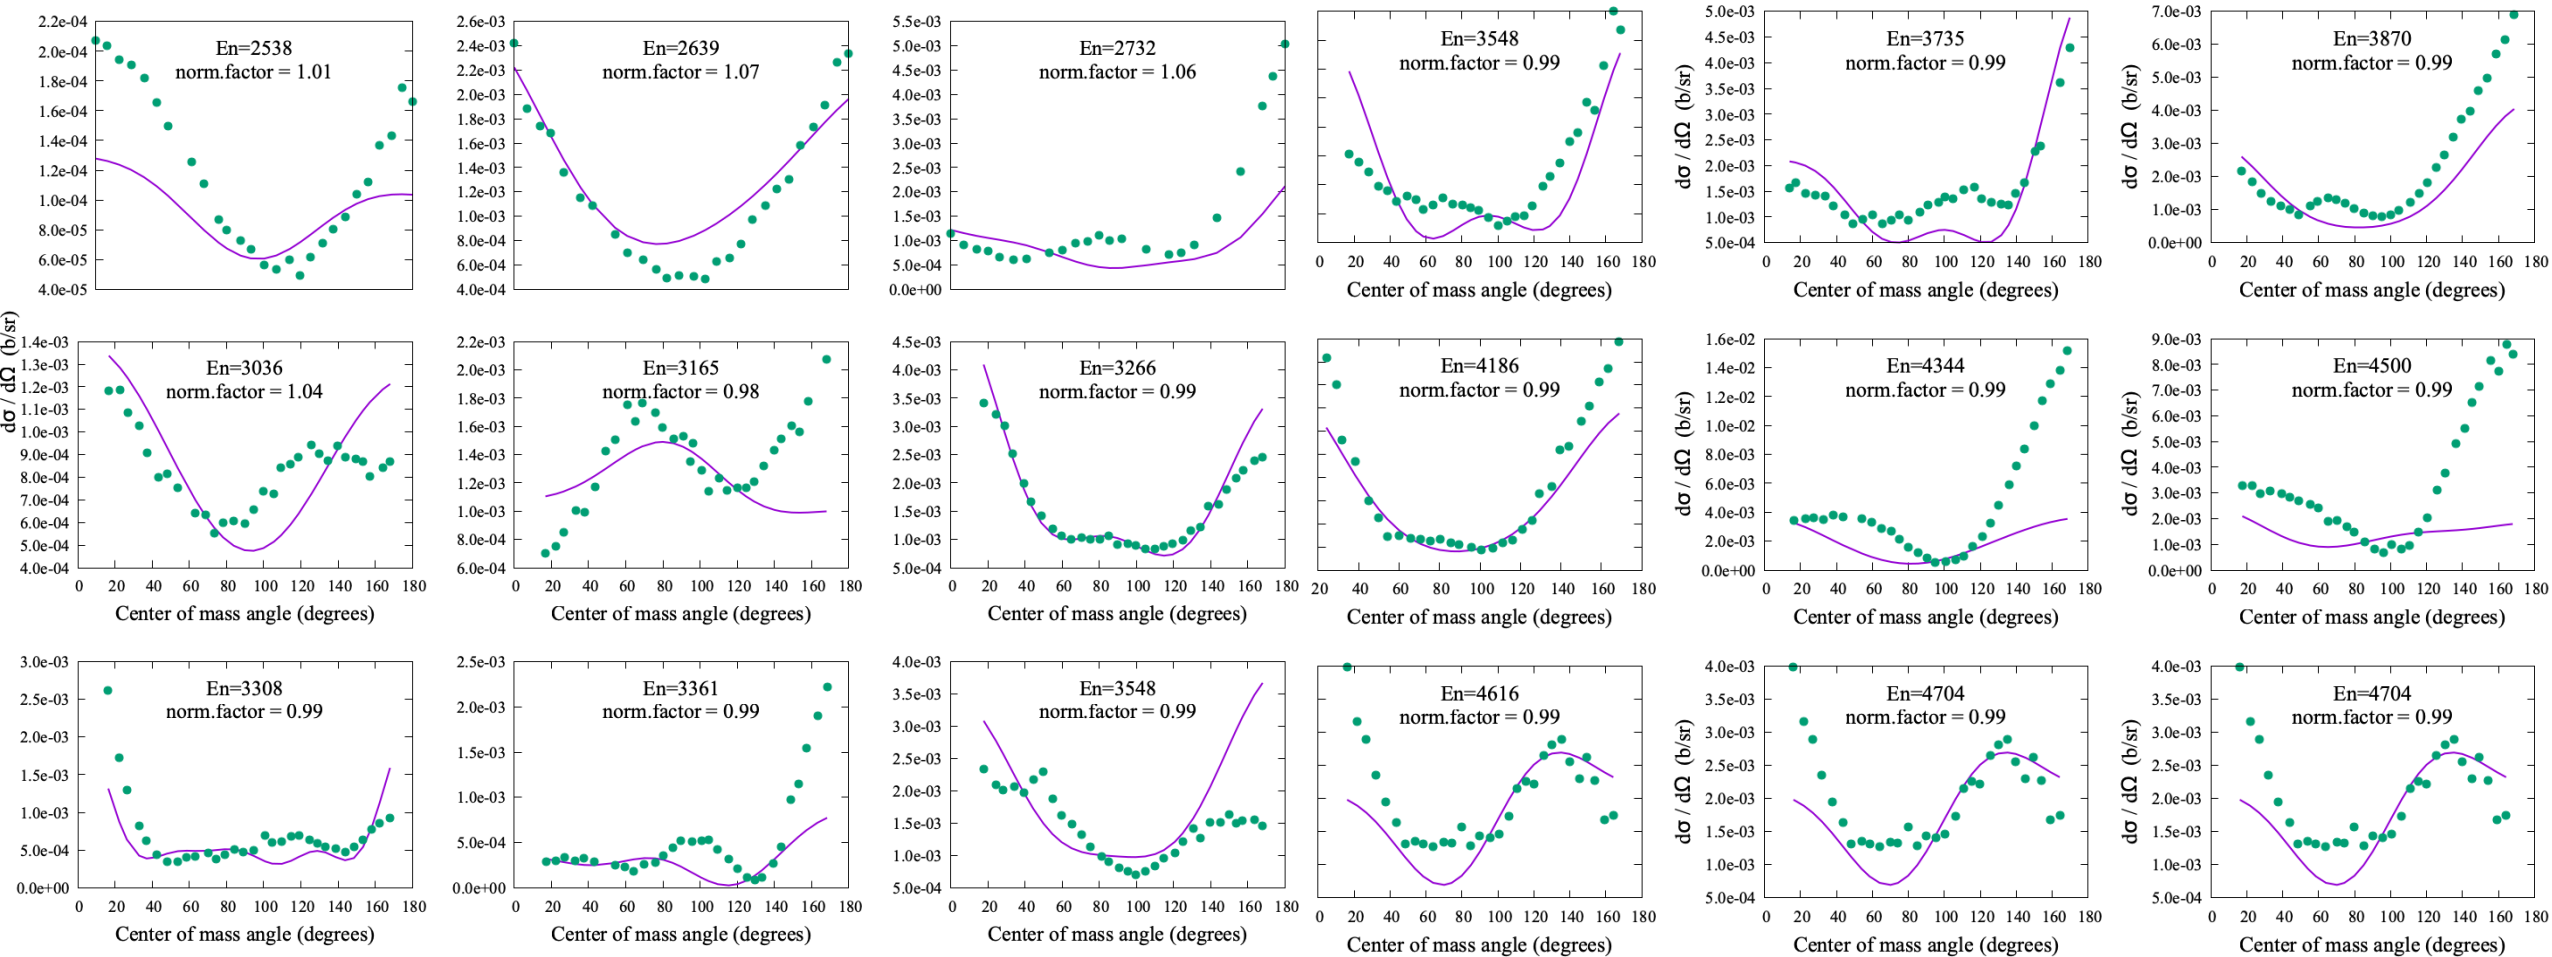 En=2538
norm.factor = 1.01
2.2e-04
2.0e-04
1.8e-04
1.6e-04
1.4e-04
1.2e-04
1.0e-04
8.0e-05
6.0e-05
4.0e-05
En=2639
norm.factor = 1.07
2.6e-03
2.4e-03
2.2e-03
2.0e-03
1.8e-03
1.6e-03
1.4e-03
1.2e-03
1.0e-03
8.0e-04
6.0e-04
4.0e-04
En=2732
norm.factor = 1.06
5.5e-03
5.0e-03
4.5e-03
4.0e-03
3.5e-03
3.0e-03
2.5e-03
2.0e-03
1.5e-03
1.0e-03
5.0e-04
0.0e+00
En=3548
norm.factor = 0.99
0 20 40 60 80 100 120 140 160 180
Center of mass angle (degrees)
dσ / dΩ (b/sr)
En=3735
norm.factor = 0.99
5.0e-03
4.5e-03
4.0e-03
3.5e-03
3.0e-03
2.5e-03
2.0e-03
1.5e-03
1.0e-03
5.0e-04
0 20 40 60 80 100 120 140 160 180
Center of mass angle (degrees)
dσ / dΩ (b/sr)
En=3870
norm.factor = 0.99
7.0e-03
6.0e-03
5.0e-03
4.0e-03
3.0e-03
2.0e-03
1.0e-03
0.0e+00
0 20 40 60 80 100 120 140 160 180
Center of mass angle (degrees)
dσ / dΩ (b/sr)
En=3036
norm.factor = 1.04
1.4e-03
1.3e-03
1.2e-03
1.1e-03
1.0e-03
9.0e-04
8.0e-04
7.0e-04
6.0e-04
5.0e-04
4.0e-04
0 20 40 60 80 100 120 140 160 180
Center of mass angle (degrees)
En=3165
norm.factor = 0.98
2.2e-03
2.0e-03
1.8e-03
1.6e-03
1.4e-03
1.2e-03
1.0e-03
8.0e-04
6.0e-04
0 20 40 60 80 100 120 140 160 180
Center of mass angle (degrees)
En=3266
norm.factor = 0.99
4.5e-03
4.0e-03
3.5e-03
3.0e-03
2.5e-03
2.0e-03
1.5e-03
1.0e-03
5.0e-04
0 20 40 60 80 100 120 140 160 180
Center of mass angle (degrees)
En=4186
norm.factor = 0.99
20 40 60 80 100 120 140 160 180
Center of mass angle (degrees)
dσ / dΩ (b/sr)
En=4344
norm.factor = 0.99
1.6e-02
1.4e-02
1.2e-02
1.0e-02
8.0e-03
6.0e-03
4.0e-03
2.0e-03
0.0e+00
0 20 40 60 80 100 120 140 160 180
Center of mass angle (degrees)
dσ / dΩ (b/sr)
En=4500
norm.factor = 0.99
9.0e-03
8.0e-03
7.0e-03
6.0e-03
5.0e-03
4.0e-03
3.0e-03
2.0e-03
1.0e-03
0.0e+00
0 20 40 60 80 100 120 140 160 180
Center of mass angle (degrees)
En=3308
norm.factor = 0.99
3.0e-03
2.5e-03
2.0e-03
1.5e-03
1.0e-03
5.0e-04
0.0e+00
0 20 40 60 80 100 120 140 160 180
Center of mass angle (degrees)
En=3361
norm.factor = 0.99
2.5e-03
2.0e-03
1.5e-03
1.0e-03
5.0e-04
0.0e+00
0 20 40 60 80 100 120 140 160 180
Center of mass angle (degrees)
En=3548
norm.factor = 0.99
4.0e-03
3.5e-03
3.0e-03
2.5e-03
2.0e-03
1.5e-03
1.0e-03
5.0e-04
0 20 40 60 80 100 120 140 160 180
Center of mass angle (degrees)
En=4616
norm.factor = 0.99
0 20 40 60 80 100 120 140 160 180
Center of mass angle (degrees)
dσ / dΩ (b/sr)
En=4704
norm.factor = 0.99
4.0e-03
3.5e-03
3.0e-03
2.5e-03
2.0e-03
1.5e-03
1.0e-03
5.0e-04
0 20 40 60 80 100 120 140 160 180
Center of mass angle (degrees)
dσ / dΩ (b/sr)
En=4704
norm.factor = 0.99
4.0e-03
3.5e-03
3.0e-03
2.5e-03
2.0e-03
1.5e-03
1.0e-03
5.0e-04
0 20 40 60 80 100 120 140 160 180
Center of mass angle (degrees)
dσ / dΩ (b/sr)